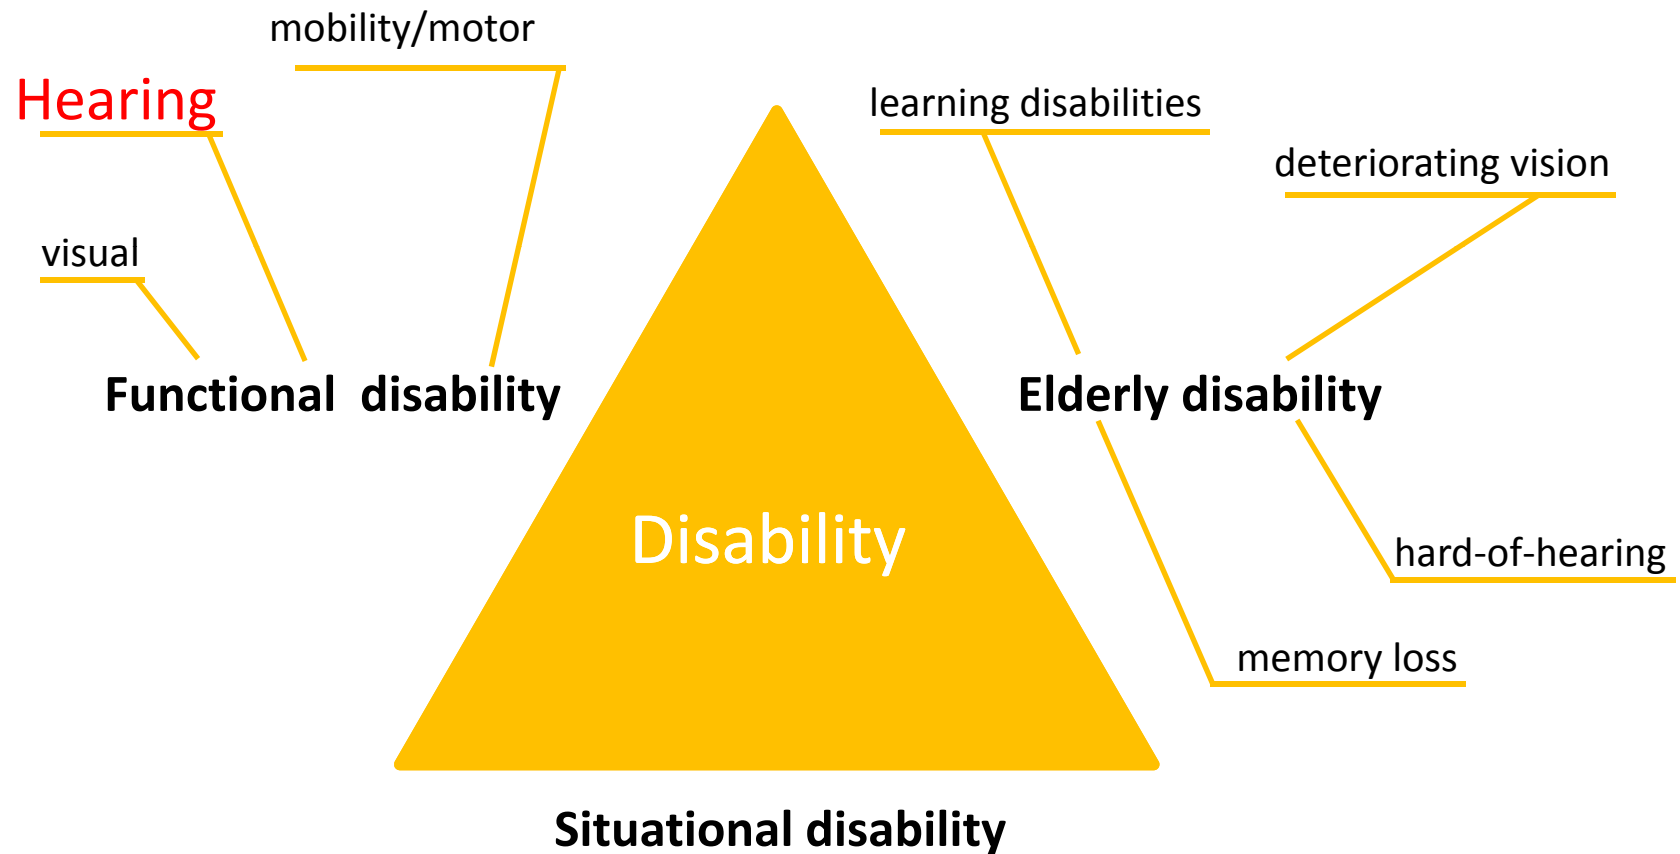 mobility/motor
Hearing
learning disabilities
deteriorating vision
visual
Functional  disability
Elderly disability
Disability
hard-of-hearing
memory loss
Situational disability